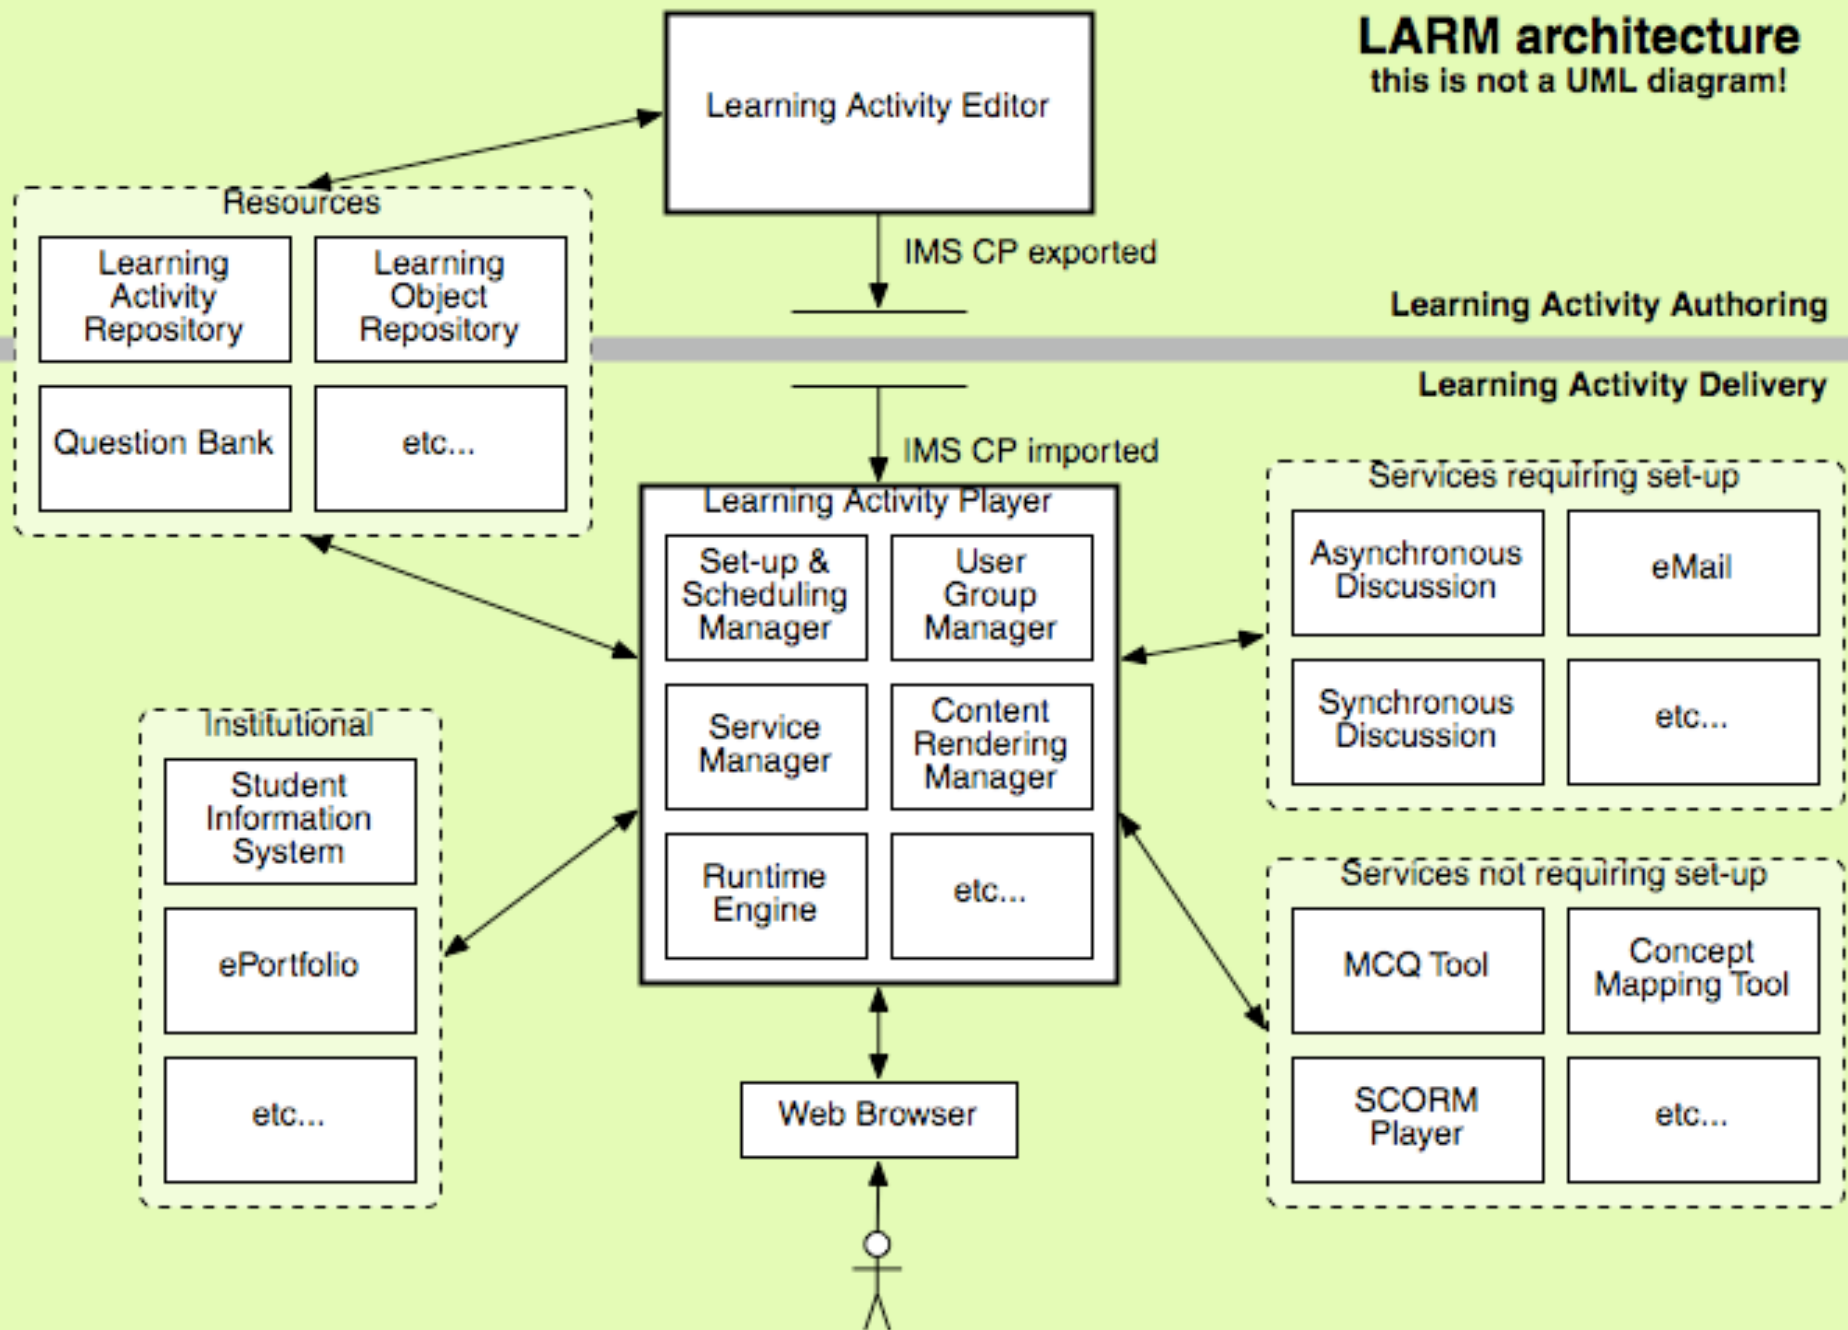 LARM architecture
this is not a UML diagram!
Learning Activity Editor
Resources
Learning
Activity
Repository
Learning
Object
Repository
Question Bank
etc...
IMS CP exported
Learning Activity Authoring
Learning Activity Delivery
IMS CP imported
Learning Activity Player
Set-up &
Scheduling
Manager
User
Group
Manager
Service
Manager
Content
Rendering
Manager
Runtime
Engine
etc...
Services requiring set-up
Asynchronous
Discussion
eMail
Synchronous
Discussion
etc...
Institutional
Student
Information
System
ePortfolio
etc...
Services not requiring set-up
MCQ Tool
Concept
Mapping Tool
SCORM
Player
etc...
Web Browser